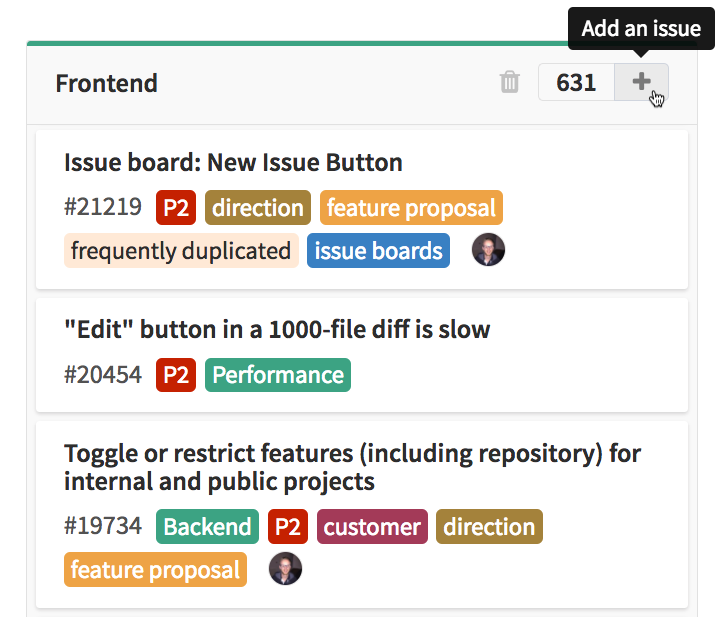 Add an issue
Frontend 631
Issue board: New Issue Button
#21219 P2 direction feature proposal
frequently duplicated issue boards
"Edit" button in a 1000-file diff is slow
#20454 P2 Performance
Toggle or restrict features (including repository) for
internal and public projects
#19734 Backend P2 customer direction
feature proposal